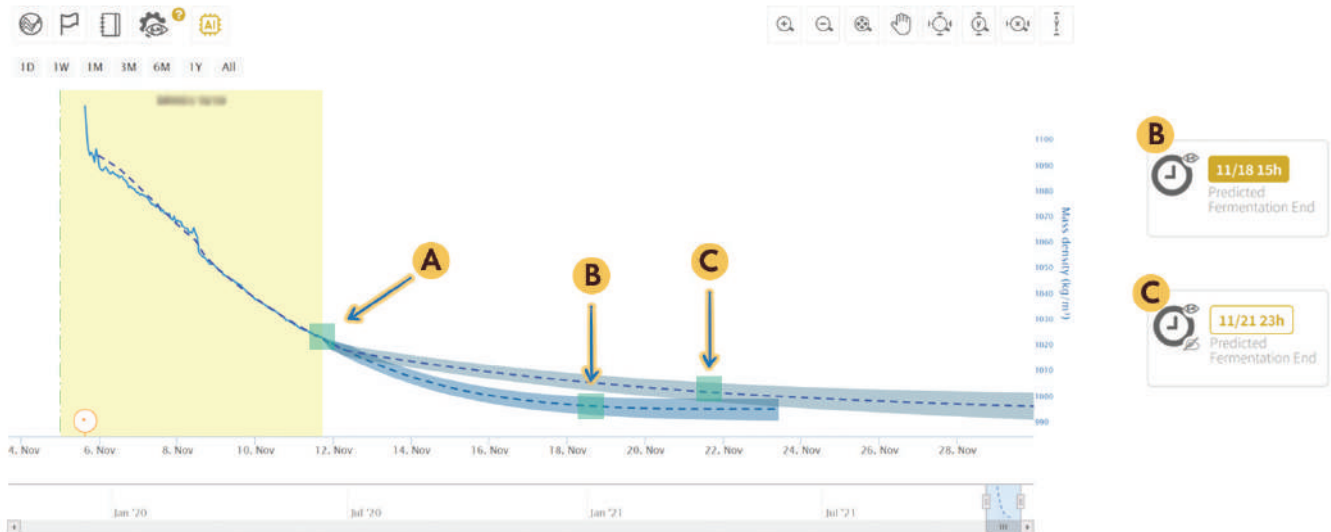 ?
AI
1D 1W 1M 3M 6M 1Y All
1100
1090
1080
1070
1060
1050
1040
1030
1020
1010
1000
990
Mass density (kg/m³)
A
B
C
4. Nov 6. Nov 8. Nov 10. Nov 12. Nov 14. Nov 16. Nov 18. Nov 20. Nov 22. Nov 24. Nov 26. Nov 28. Nov
Jan '20 Jul '20 Jan '21 Jul '21
B
11/18 15h
Predicted
Fermentation End
C
11/21 23h
Predicted
Fermentation End